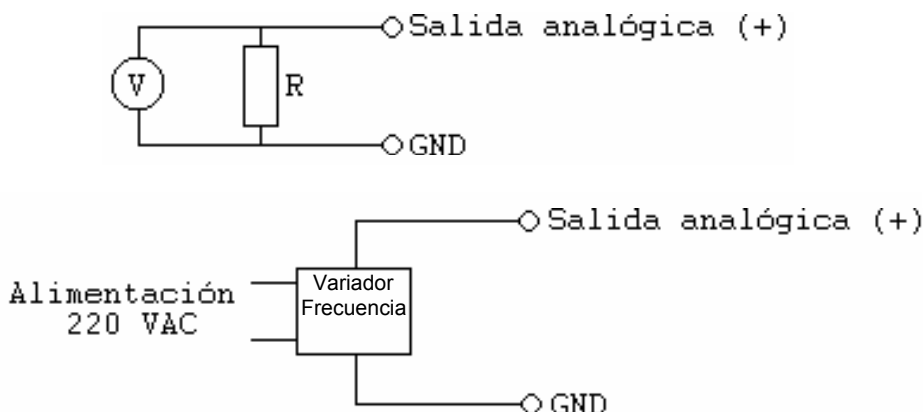 Salida analógica (+)
V
R
GND
Salida analógica (+)
Variador
Frecuencia
Alimentación
220 VAC
GND